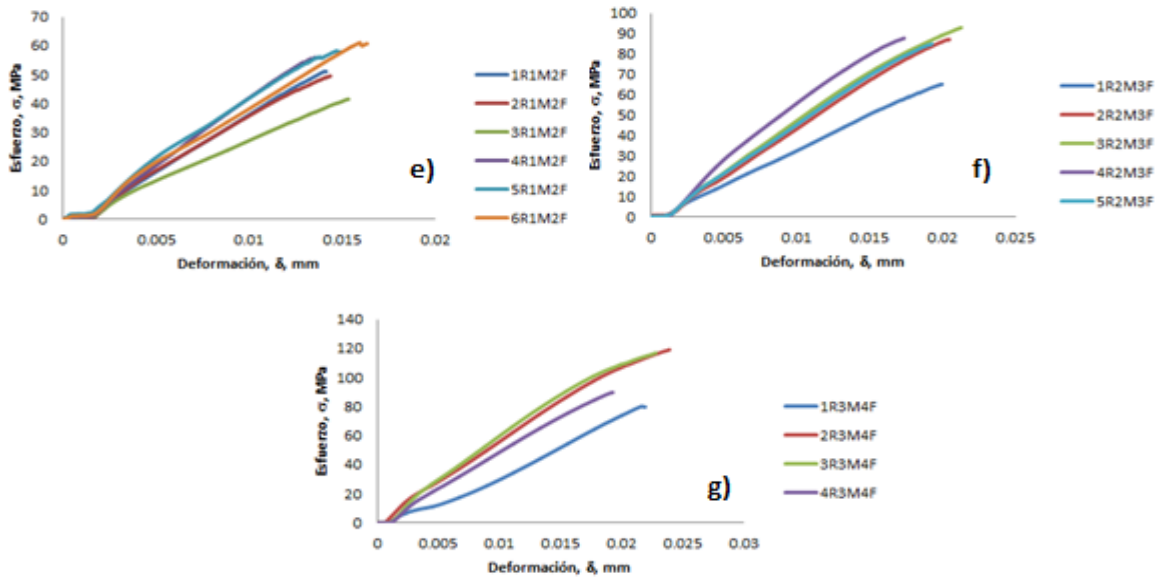 70
60
50
40
30
20
10
0
Esfuerzo, σ, MPa
0 0.005 0.01 0.015 0.02
Deformación, δ, mm
e)
1R1M2F
2R1M2F
3R1M2F
4R1M2F
5R1M2F
6R1M2F
100
90
80
70
60
50
40
30
20
10
0
Esfuerzo, σ, MPa
0 0.005 0.01 0.015 0.02 0.025
Deformación, δ, mm
f)
1R2M3F
2R2M3F
3R2M3F
4R2M3F
5R2M3F
140
120
100
80
60
40
20
0
Esfuerzo, σ, MPa
0 0.005 0.01 0.015 0.02 0.025 0.03
Deformación, δ, mm
g)
1R3M4F
2R3M4F
3R3M4F
4R3M4F